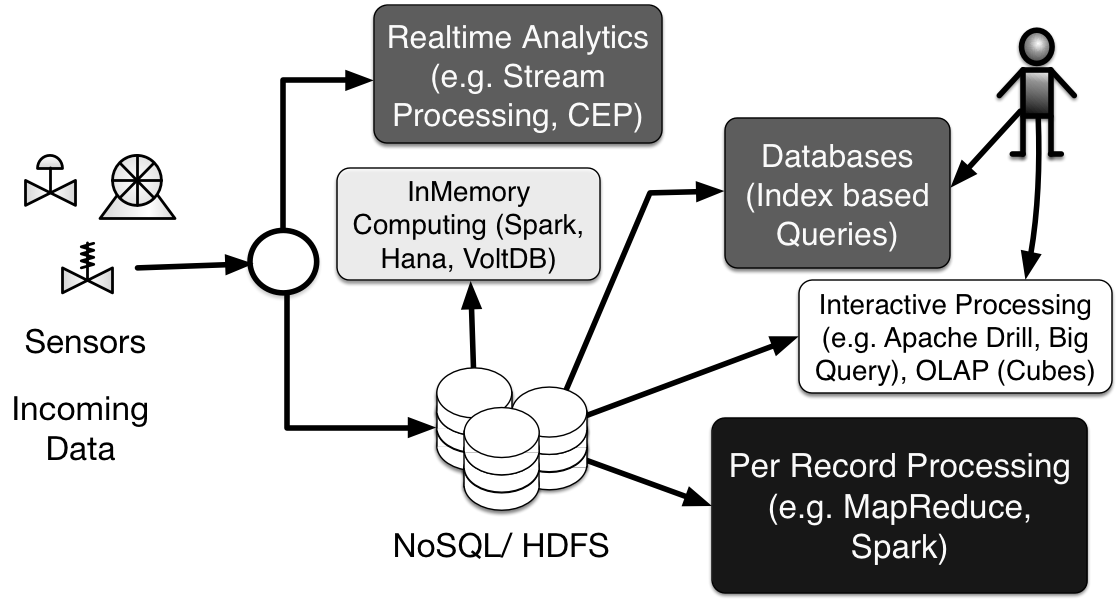 Realtime Analytics
(e.g. Stream
Processing, CEP)
InMemory
Computing (Spark,
Hana, VoltDB)
Databases
(Index based
Queries)
Interactive Processing
(e.g. Apache Drill, Big
Query), OLAP (Cubes)
Sensors
Incoming
Data
NoSQL/ HDFS
Per Record Processing
(e.g. MapReduce,
Spark)